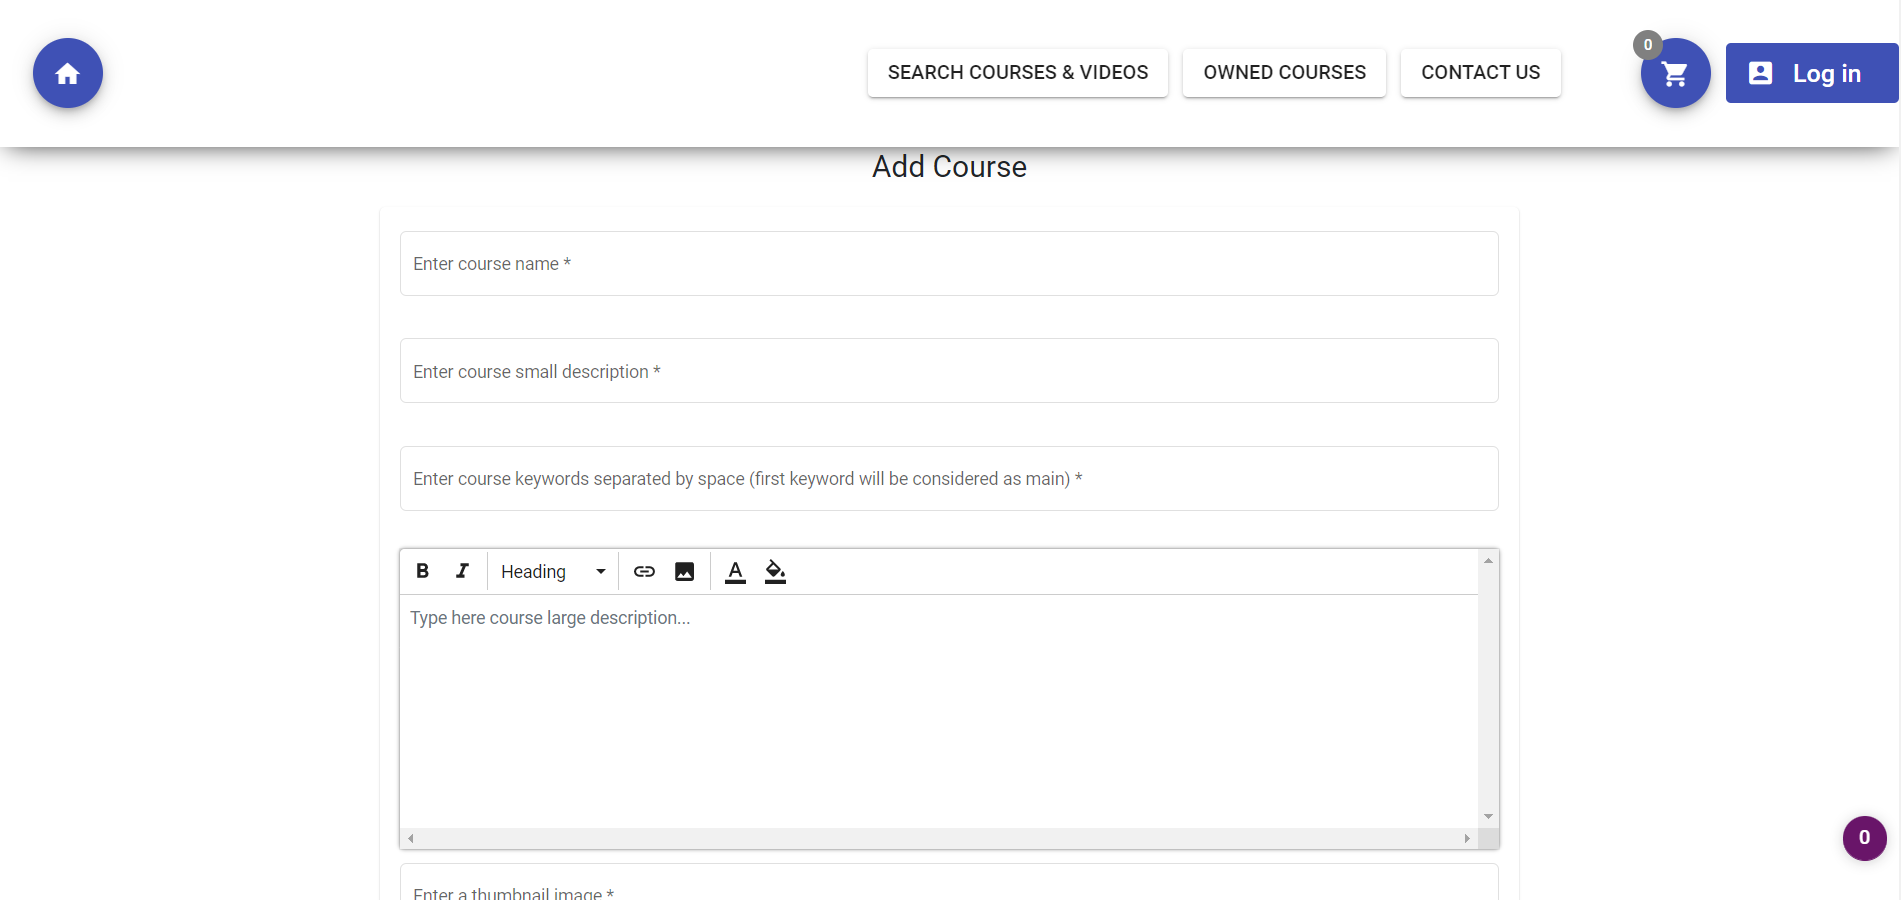 SEARCH COURSES & VIDEOS
OWNED COURSES
CONTACT US
0
Log in
Add Course
Enter course name *
Enter course small description *
Enter course keywords separated by space (first keyword will be considered as main) *
B I Heading A
Type here course large description...
0
Enter a thumbnail image *